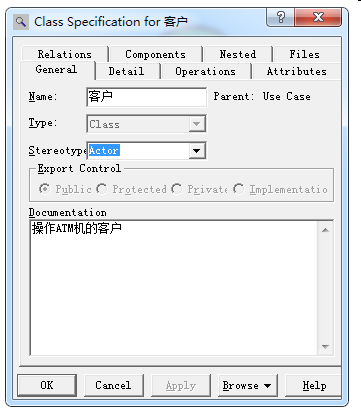 Class Specification for 客户
Relations Components Nested Files
General Detail Operations Attributes
Name: 客户 Parent: Use Case
Type: Class
Stereotype Actor
Export Control
Public Protected Private Implementatio
Documentation
操作ATM机的客户
OK Cancel Apply Browse Help